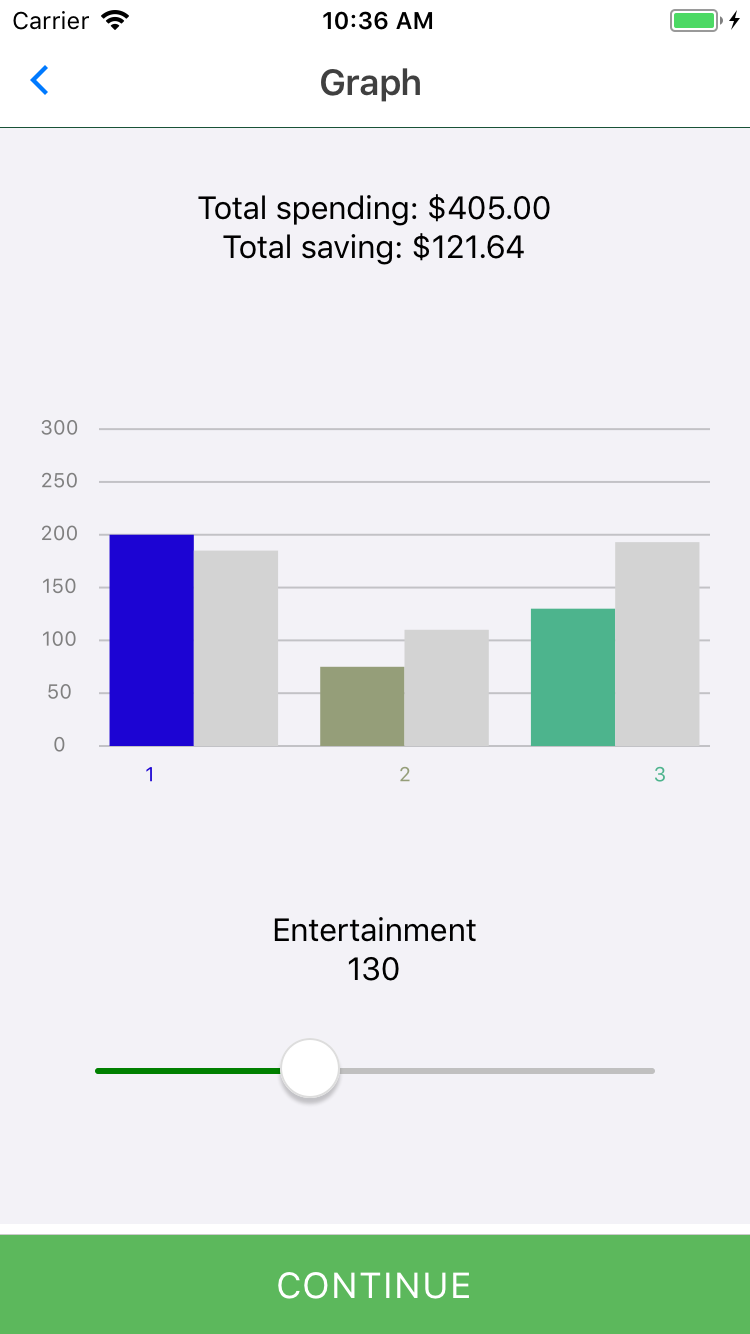 Carrier 10:36 AM
Graph
Total spending: $405.00
Total saving: $121.64
300
250
200
150
100
50
0
1 2 3
Entertainment
130
CONTINUE